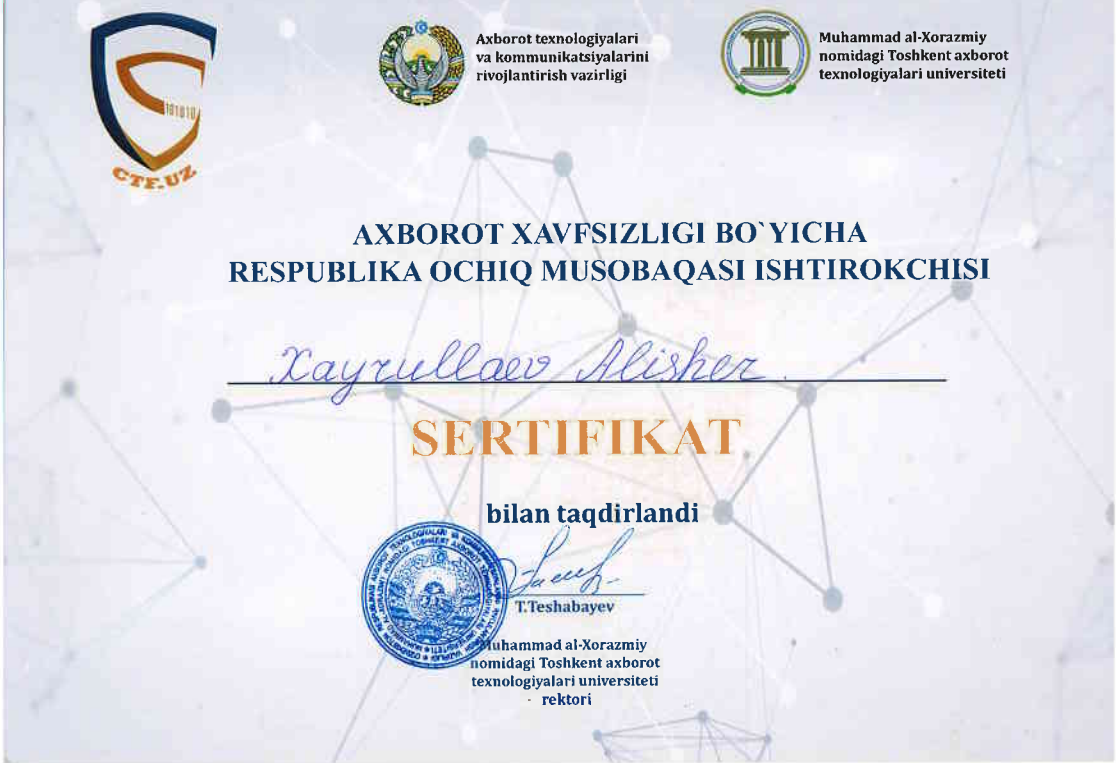 101010
CTF.UZ
Axborot texnologiyalari
va kommunikatsiyalarini
rivojlantirish vazirligi
Muhammad al-Xorazmiy
nomidagi Toshkent axborot
texnologiyalari universiteti
AXBOROT XAVFSIZLIGI BO`YICHA
RESPUBLIKA OCHIQ MUSOBAQASI ISHTIROKCHISI
Xayrullaev Alisher.
SERTIFIKAT
bilan taqdirlandi
T.Teshabayev
Muhammad al-Xorazmiy
nomidagi Toshkent axborot
texnologiyalari universiteti
rektori